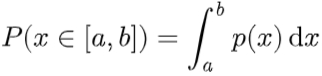 P(x ∈ [a, b]) = ∫_a^b p(x) dx